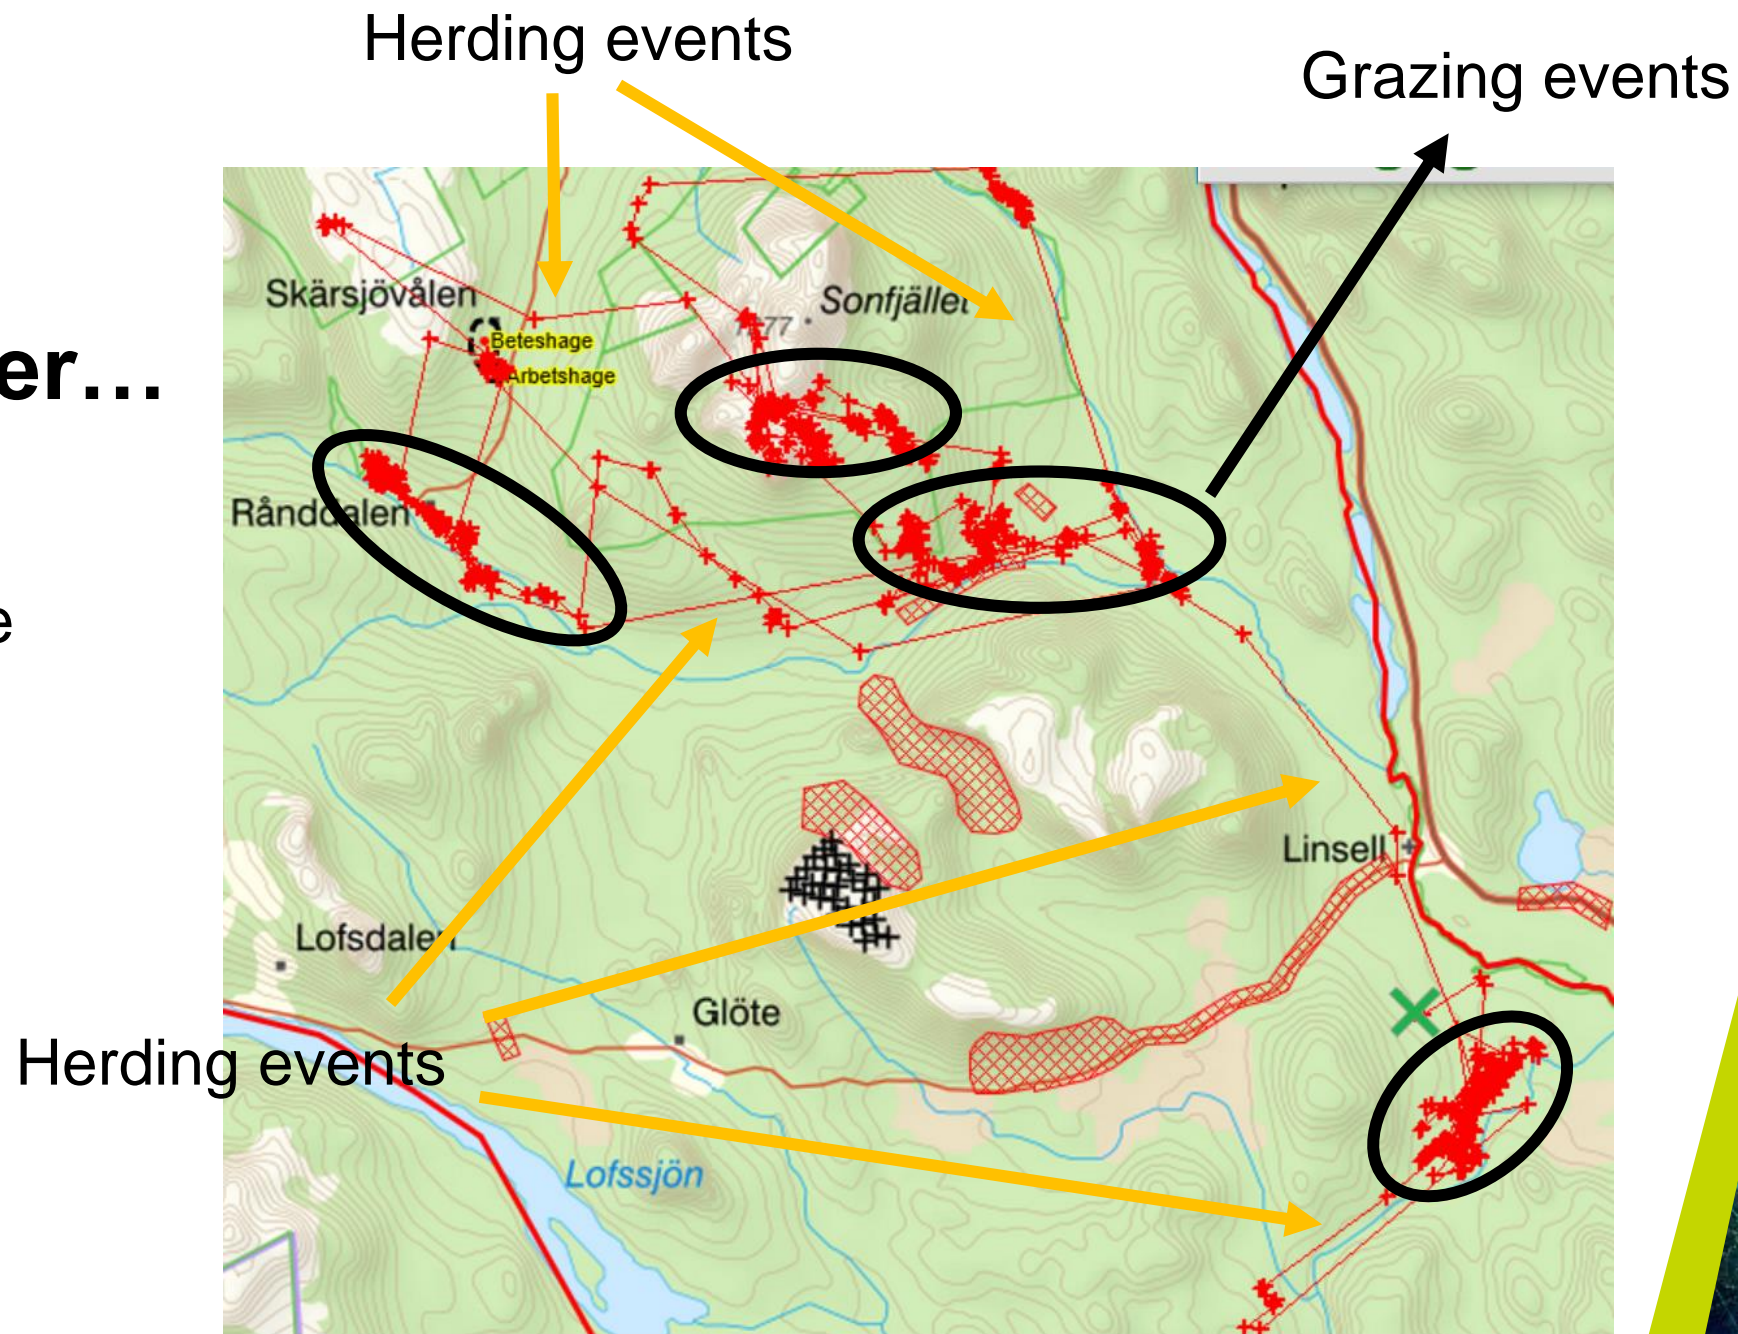 Herding events
Grazing events
Skärsjövålen
Sonfjället
Beteshage
Arbetshage
er...
Rånddalen
e
Linsell
Lofsdalen
Glöte
Herding events
Lofssjön